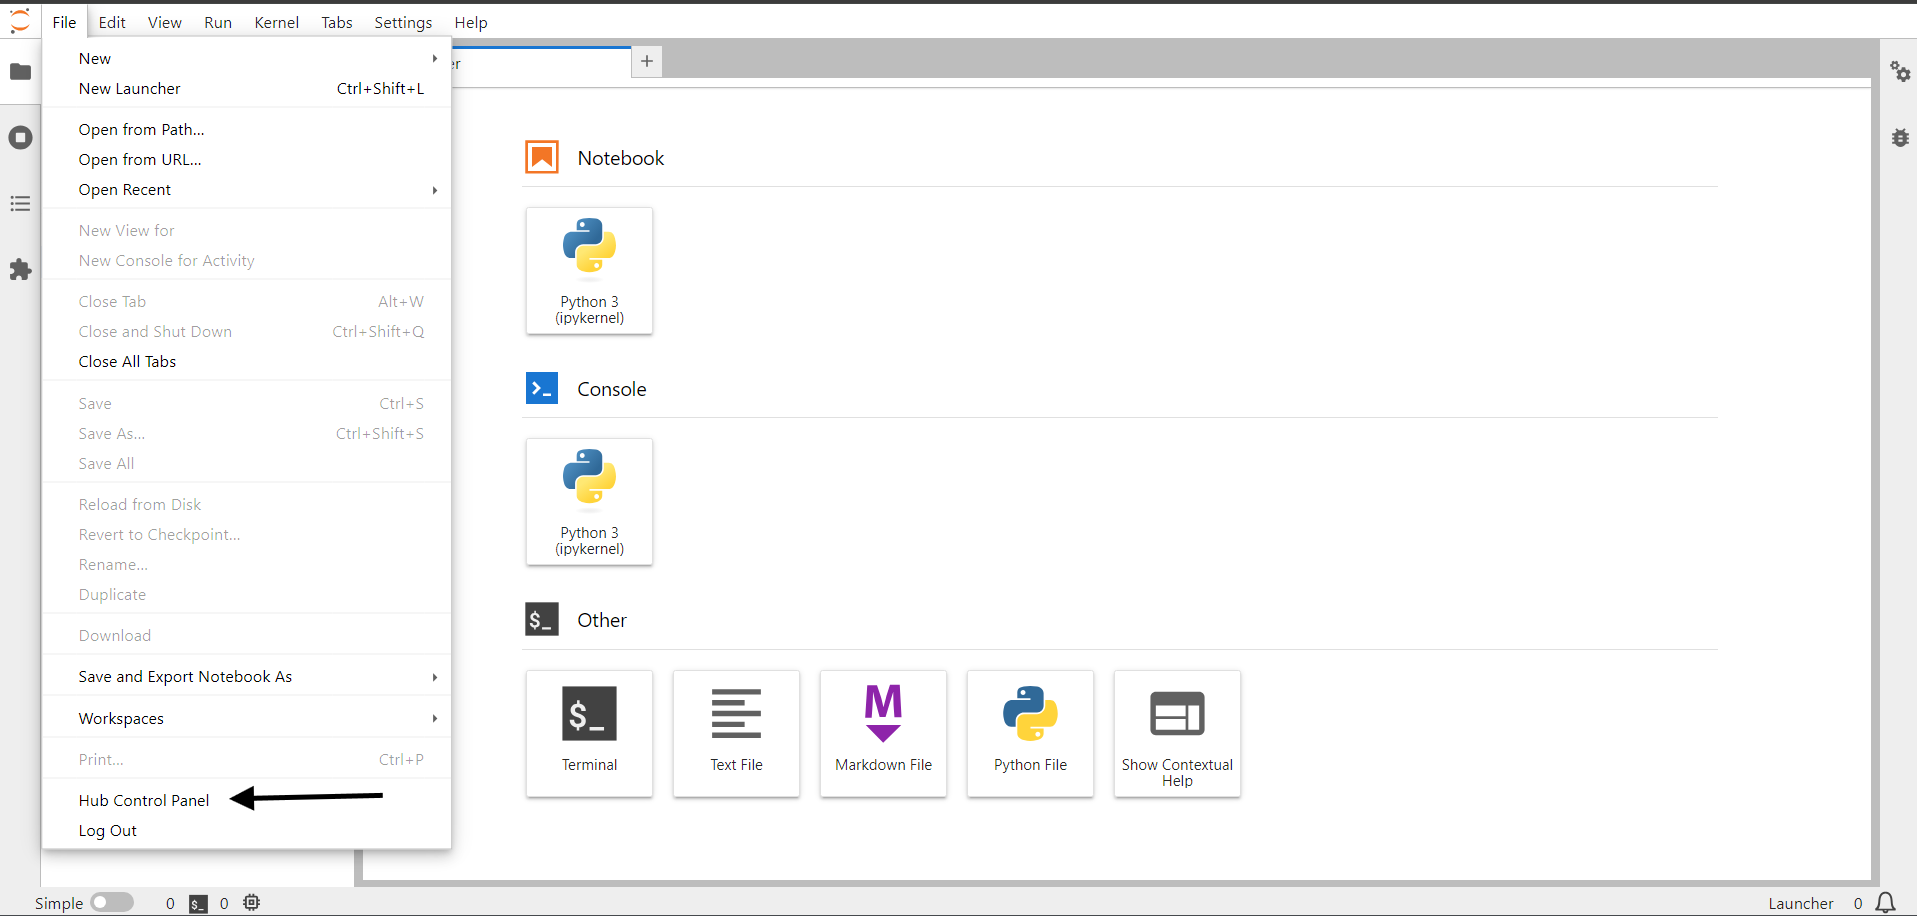 File Edit View Run Kernel Tabs Settings Help
New
New Launcher Ctrl+Shift+L
Open from Path...
Open from URL...
Open Recent
New View for
New Console for Activity
Close Tab Alt+W
Close and Shut Down Ctrl+Shift+Q
Close All Tabs
Save Ctrl+S
Save As... Ctrl+Shift+S
Save All
Reload from Disk
Revert to Checkpoint...
Rename...
Duplicate
Download
Save and Export Notebook As
Workspaces
Print... Ctrl+P
Hub Control Panel
Log Out
er
+
Notebook
Python 3
(ipykernel)
>_ Console
Python 3
(ipykernel)
$_ Other
$_
Terminal
Text File
M
Markdown File
Python File
Show Contextual
Help
Simple 0 $_ 0
Launcher 0